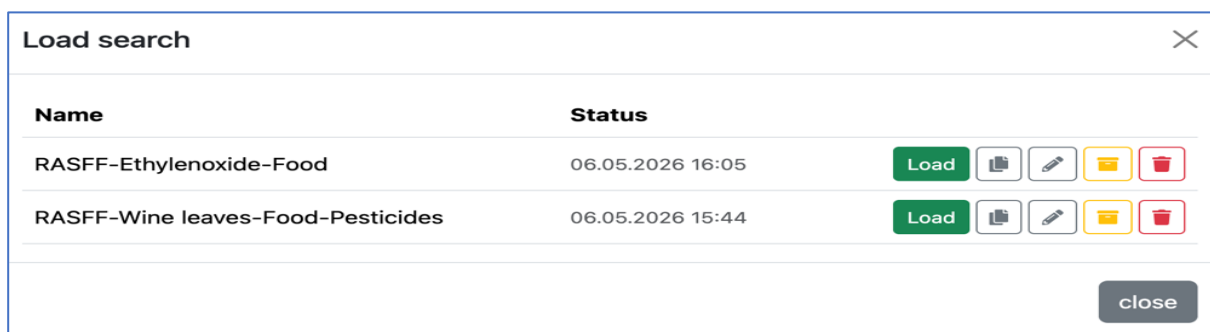 Load search
Name Status
RASFF-Ethylenoxide-Food 06.05.2026 16:05 Load
RASFF-Wine leaves-Food-Pesticides 06.05.2026 15:44 Load
close